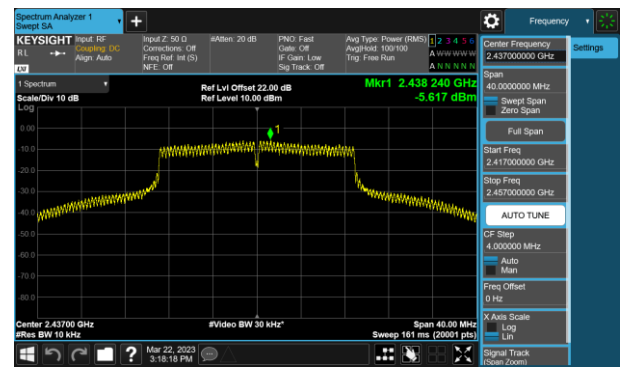 Spectrum Analyzer 1
Swept SA
Frequency
KEYSIGHT
RL
Input: RF
Coupling: DC
Align: Auto
Input Z: 50 Ω
Corrections: Off
Freq Ref: Int (S)
NFE: Off
#Atten: 20 dB
PNO: Fast
Gate: Off
IF Gain: Low
Sig Track: Off
Avg Type: Power (RMS)
Avg|Hold: 100/100
Trig: Free Run
1 2 3 4 5 6
A W W W W W
A N N N N N
LXI
1 Spectrum
Scale/Div 10 dB
Log
Ref Lvl Offset 22.00 dB
Ref Level 10.00 dBm
Mkr1 2.438 240 GHz
-5.617 dBm
1
0.00
-10.0
-20.0
-30.0
-40.0
-50.0
-60.0
-70.0
-80.0
Center 2.43700 GHz
#Res BW 10 kHz
#Video BW 30 kHz*
Span 40.00 MHz
Sweep 161 ms (20001 pts)
Center Frequency
2.437000000 GHz
Settings
Span
40.0000000 MHz
Swept Span
Zero Span
Full Span
Start Freq
2.417000000 GHz
Stop Freq
2.457000000 GHz
AUTO TUNE
CF Step
4.000000 MHz
Auto
Man
Freq Offset
0 Hz
X Axis Scale
Log
Lin
Signal Track
(Span Zoom)
?
Mar 22, 2023
3:18:18 PM